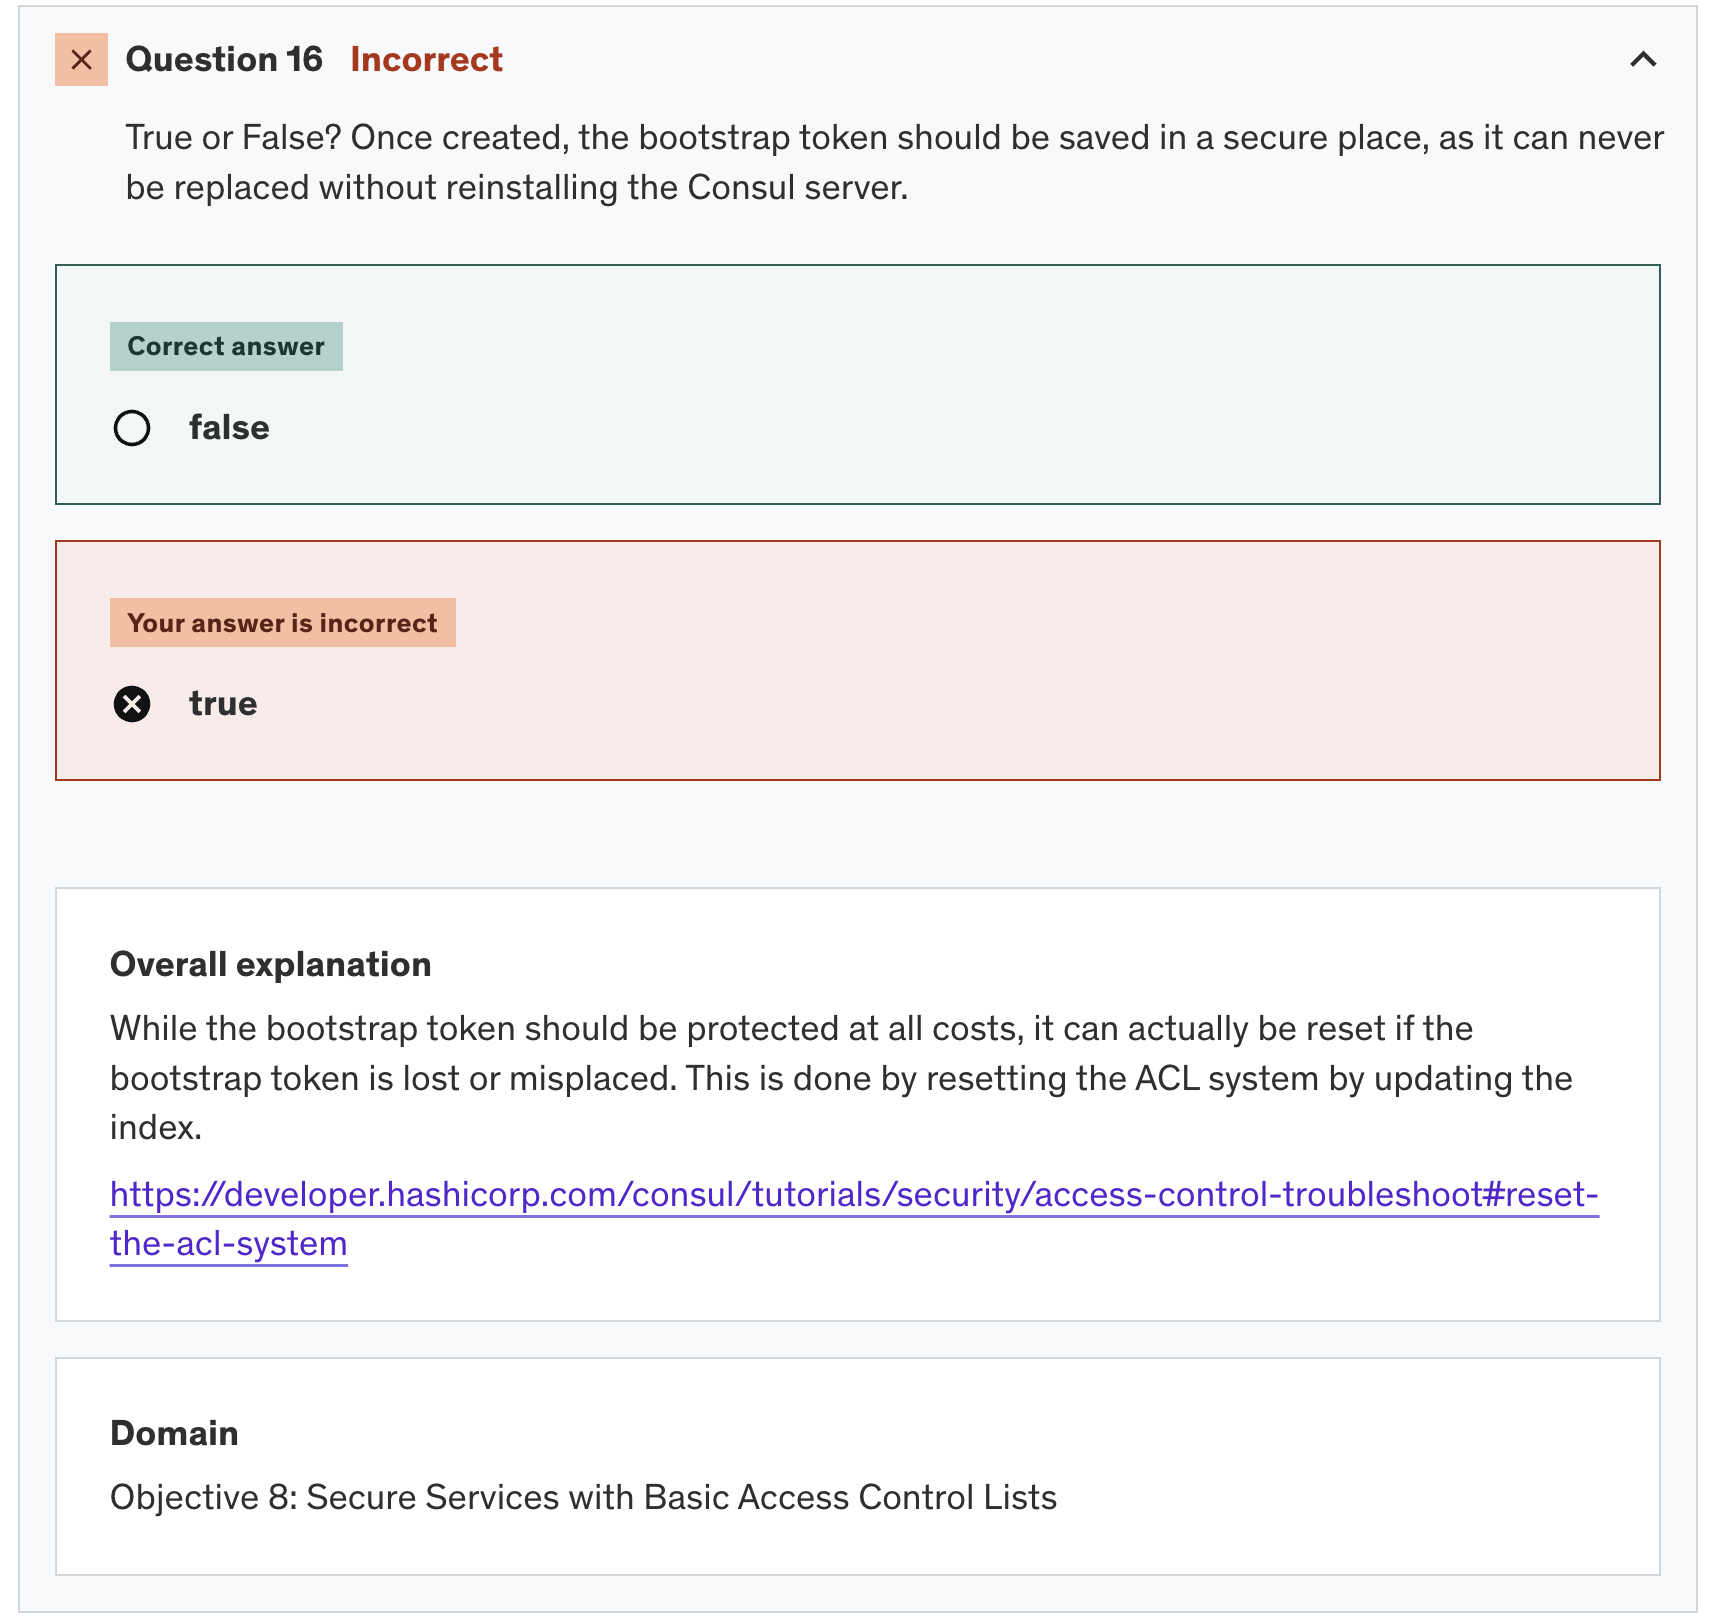 Question 16 Incorrect
True or False? Once created, the bootstrap token should be saved in a secure place, as it can never
be replaced without reinstalling the Consul server.
Correct answer
false
Your answer is incorrect
true
Overall explanation
While the bootstrap token should be protected at all costs, it can actually be reset if the
bootstrap token is lost or misplaced. This is done by resetting the ACL system by updating the
index.
https://developer.hashicorp.com/consul/tutorials/security/access-control-troubleshoot#reset-
the-acl-system
Domain
Objective 8: Secure Services with Basic Access Control Lists